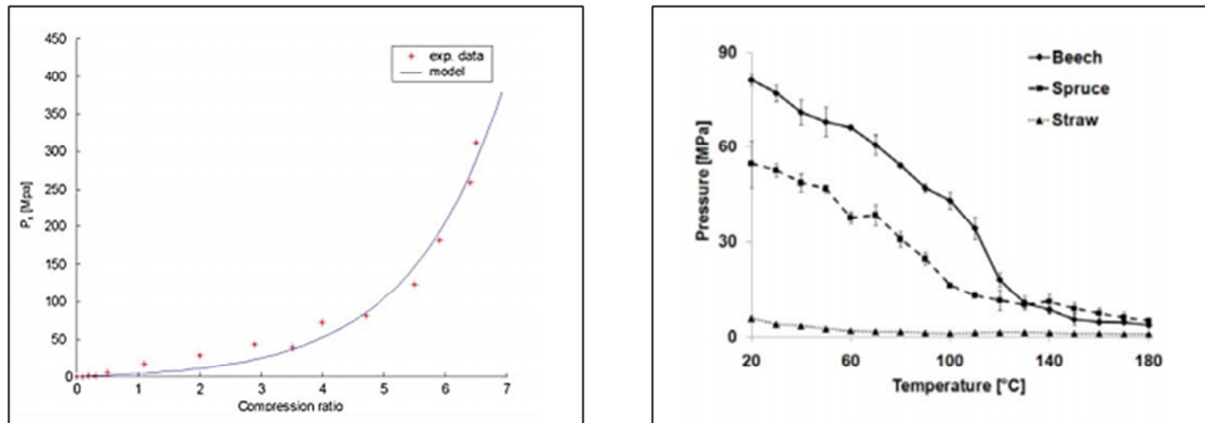 450
400
350
300
250
200
150
100
50
0
P, [Mpa]
exp. data
model
0 1 2 3 4 5 6 7
Compression ratio
90
60
30
0
Pressure [MPa]
Beech
Spruce
Straw
20 60 100 140 180
Temperature [°C]